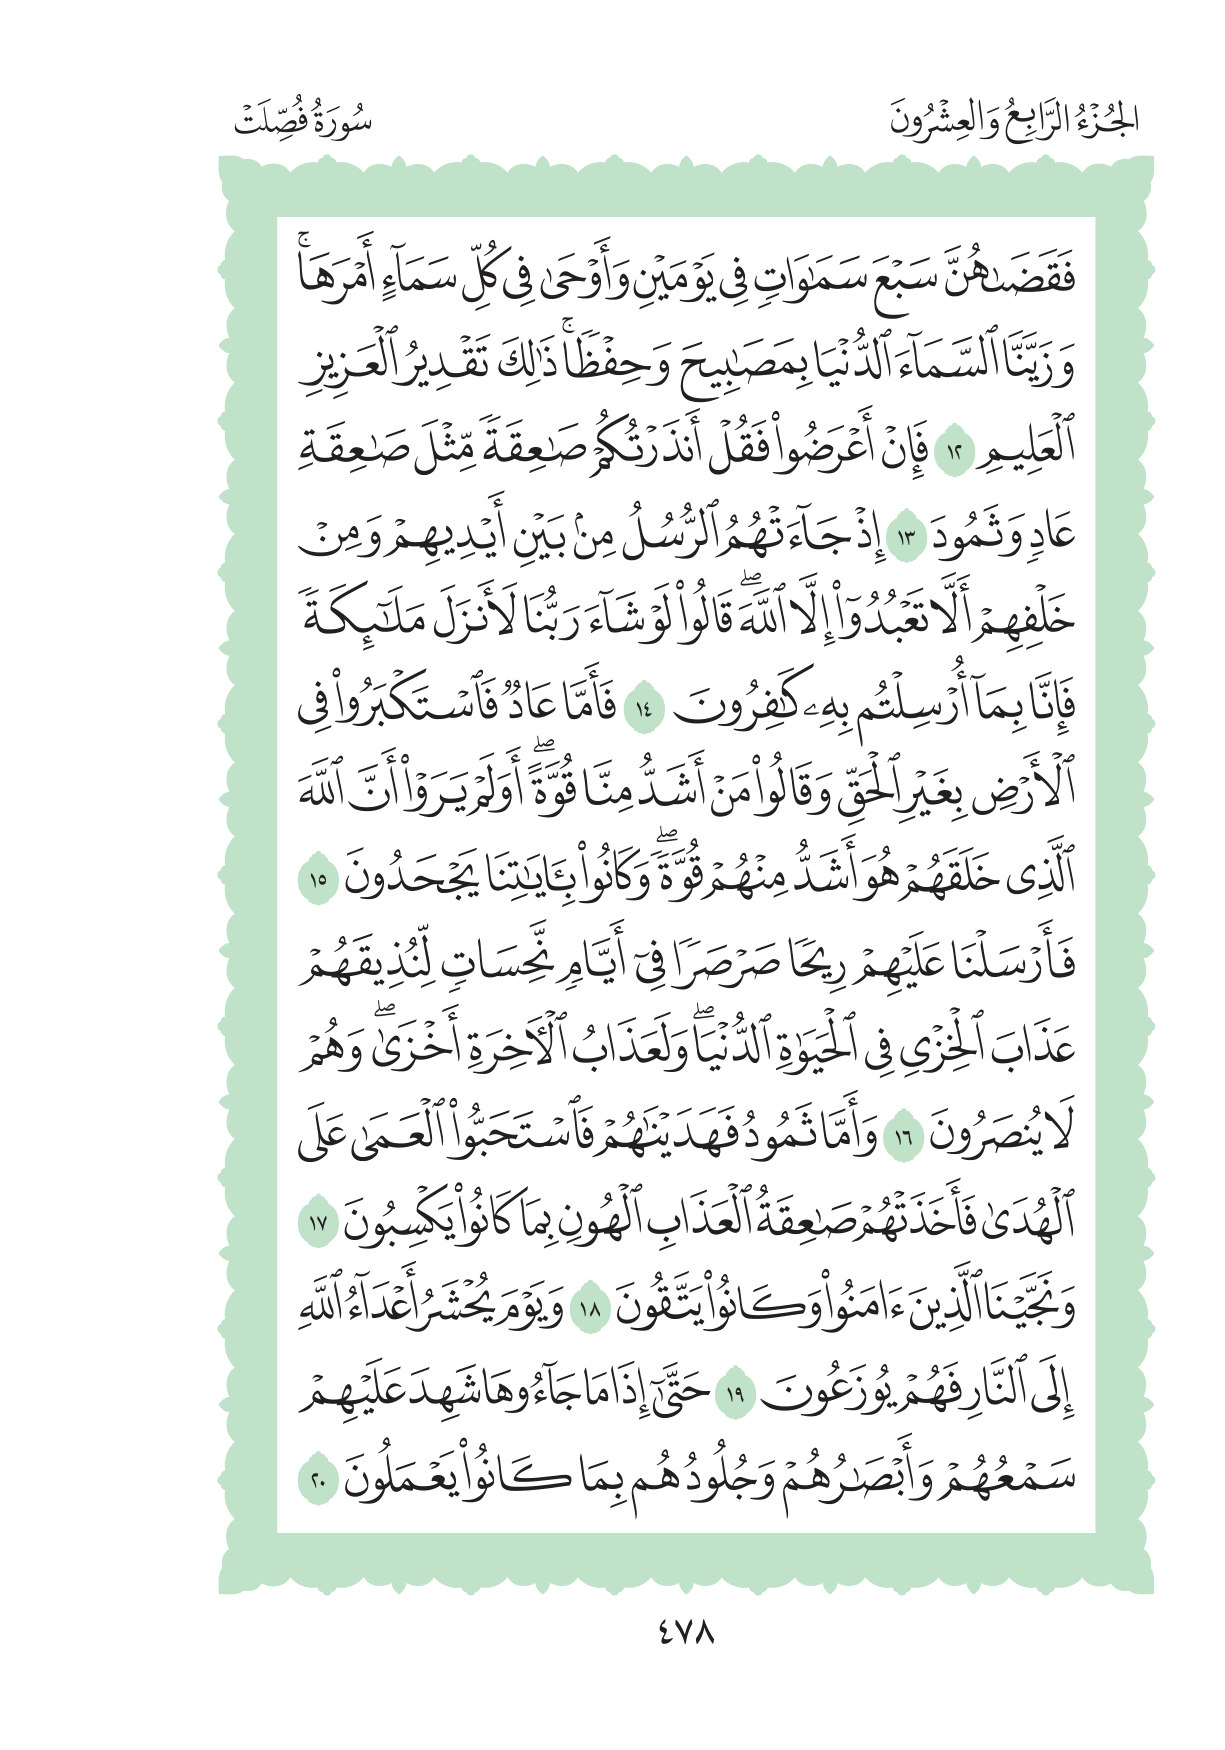 الجُزْءُ الرَّابِعُ وَالعِشْرُونَ
سُورَةُ فُصِّلَتْ
فَقَضَىٰهُنَّ سَبْعَ سَمَٰوَاتٍ فِي يَوْمَيْنِ وَأَوْحَىٰ فِي كُلِّ سَمَآءٍ أَمْرَهَاۚ
وَزَيَّنَّا ٱلسَّمَآءَ ٱلدُّنْيَا بِمَصَٰبِيحَ وَحِفْظًاۚ ذَٰلِكَ تَقْدِيرُ ٱلْعَزِيزِ
ٱلْعَلِيمِ ١٢ فَإِنْ أَعْرَضُوا۟ فَقُلْ أَنذَرْتُكُمْ صَٰعِقَةً مِّثْلَ صَٰعِقَةِ
عَادٍ وَثَمُودَ ١٣ إِذْ جَآءَتْهُمُ ٱلرُّسُلُ مِنۢ بَيْنِ أَيْدِيهِمْ وَمِنْ
خَلْفِهِمْ أَلَّا تَعْبُدُوٓا۟ إِلَّا ٱللَّهَۖ قَالُوا۟ لَوْ شَآءَ رَبُّنَا لَأَنزَلَ مَلَٰٓئِكَةً
فَإِنَّا بِمَآ أُرْسِلْتُم بِهِۦ كَٰفِرُونَ ١٤ فَأَمَّا عَادٌ فَٱسْتَكْبَرُوا۟ فِي
ٱلْأَرْضِ بِغَيْرِ ٱلْحَقِّ وَقَالُوا۟ مَنْ أَشَدُّ مِنَّا قُوَّةًۖ أَوَلَمْ يَرَوْا۟ أَنَّ ٱللَّهَ
ٱلَّذِي خَلَقَهُمْ هُوَ أَشَدُّ مِنْهُمْ قُوَّةًۖ وَكَانُوا۟ بِـَٔايَٰتِنَا يَجْحَدُونَ ١٥
فَأَرْسَلْنَا عَلَيْهِمْ رِيحًا صَرْصَرًا فِيٓ أَيَّامٍ نَّحِسَاتٍ لِّنُذِيقَهُمْ
عَذَابَ ٱلْخِزْيِ فِي ٱلْحَيَوٰةِ ٱلدُّنْيَاۖ وَلَعَذَابُ ٱلْـَٔاخِرَةِ أَخْزَىٰۖ وَهُمْ
لَا يُنصَرُونَ ١٦ وَأَمَّا ثَمُودُ فَهَدَيْنَٰهُمْ فَٱسْتَحَبُّوا۟ ٱلْعَمَىٰ عَلَى
ٱلْهُدَىٰ فَأَخَذَتْهُمْ صَٰعِقَةُ ٱلْعَذَابِ ٱلْهُونِ بِمَا كَانُوا۟ يَكْسِبُونَ ١٧
وَنَجَّيْنَا ٱلَّذِينَ ءَامَنُوا۟ وَكَانُوا۟ يَتَّقُونَ ١٨ وَيَوْمَ يُحْشَرُ أَعْدَآءُ ٱللَّهِ
إِلَى ٱلنَّارِ فَهُمْ يُوزَعُونَ ١٩ حَتَّىٰٓ إِذَا مَا جَآءُوهَا شَهِدَ عَلَيْهِمْ
سَمْعُهُمْ وَأَبْصَٰرُهُمْ وَجُلُودُهُم بِمَا كَانُوا۟ يَعْمَلُونَ ٢٠
٤٧٨